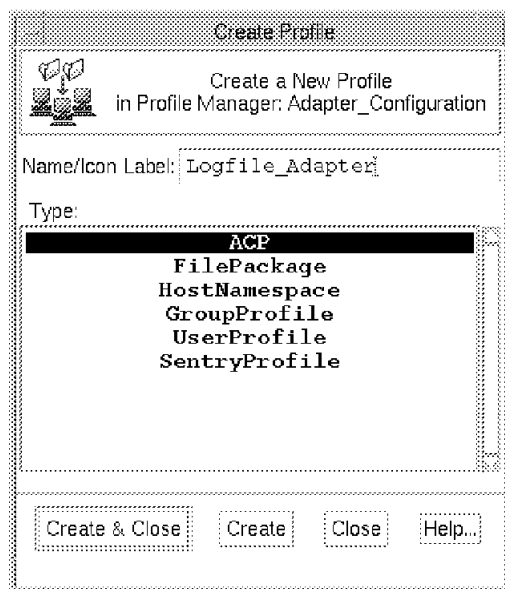 Create Profile
Create a New Profile
in Profile Manager: Adapter_Configuration
Name/Icon Label: Logfile_Adapter
Type:
ACP
FilePackage
HostNamespace
GroupProfile
UserProfile
SentryProfile
Create & Close Create Close Help...